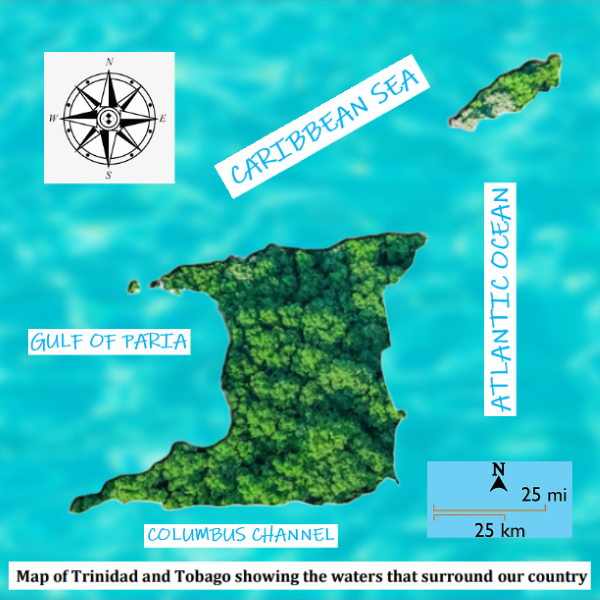 N
W E
S
CARIBBEAN SEA
ATLANTIC OCEAN
GULF OF PARIA
N
25 mi
25 km
COLUMBUS CHANNEL
Map of Trinidad and Tobago showing the waters that surround our country